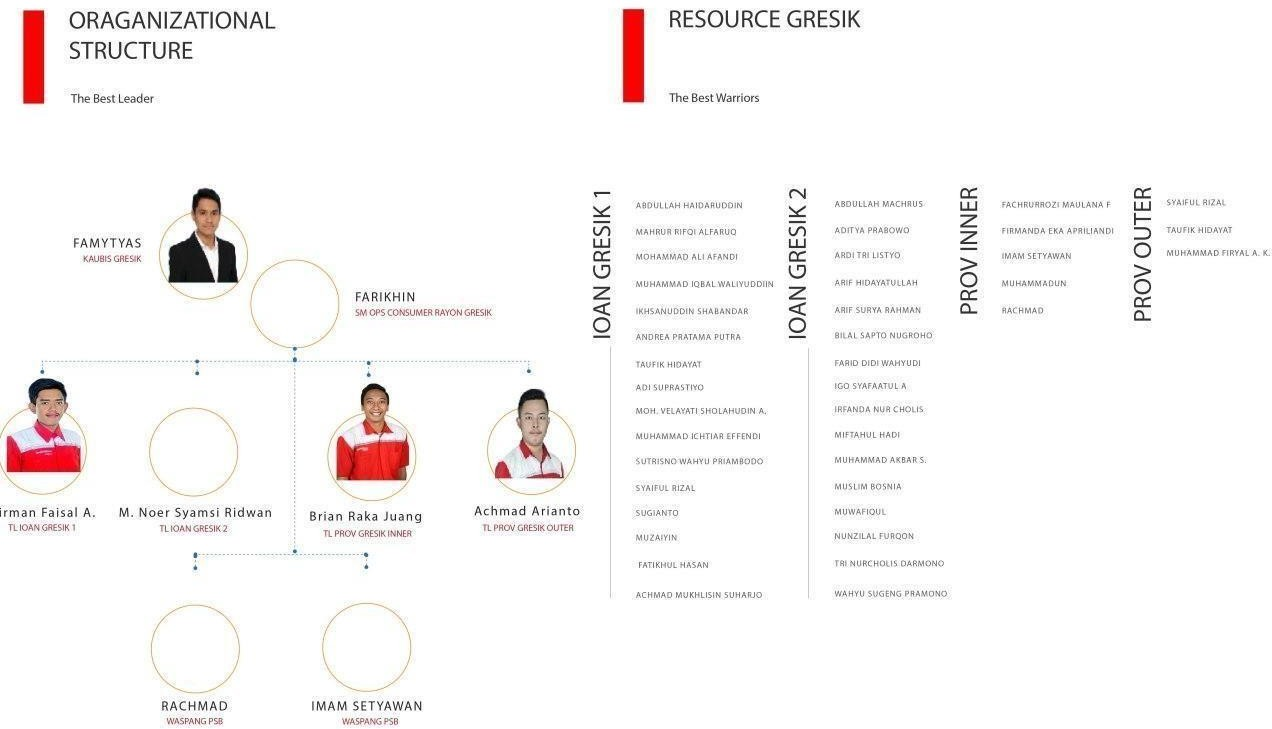 ORAGANIZATIONAL
STRUCTURE
The Best Leader
FAMYTYAS
KAUBIS GRESIK
FARIKHIN
SM OPS CONSUMER RAYON GRESIK
irman Faisal A.
TL IOAN GRESIK 1
M. Noer Syamsi Ridwan
TL IOAN GRESIK 2
Brian Raka Juang
TL PROV GRESIK INNER
Achmad Arianto
TL PROV GRESIK OUTER
RACHMAD
WASPANG PSB
IMAM SETYAWAN
WASPANG PSB
RESOURCE GRESIK
The Best Warriors
IOAN GRESIK 1
ABDULLAH HAIDARUDDIN
MAHRUR RIFQI ALFARUQ
MOHAMMAD ALI AFANDI
MUHAMMAD IQBAL WALIYUDDIN
IKHSANUDDIN SHABANDAR
ANDREA PRATAMA PUTRA
TAUFIK HIDAYAT
ADI SUPRASTIYO
MOH. VELAYATI SHOLAHUDIN A,
MUHAMMAD ICHTIAR EFFENDI
SUTRISNO WAHYU PRIAMBODO
SYAIFUL RIZAL
SUGIANTO
MUZAIYIN
FATIKHUL HASAN
ACHMAD MUKHLISIN SUHARJO
IOAN GRESIK 2
ABDULLAH MACHRUS
ADITYA PRABOWO
ARDI TRI LISTYO
ARIF HIDAYATULLAH
ARIF SURYA RAHMAN
BILAL SAPTO NUGROHO
FARID DIDI WAHYUDI
IGO SYAFAATUL A
IRFANDA NUR CHOLIS
MIFTAHUL HADI
MUHAMMAD AKBAR S.
MUSLIM BOSNIA
MUWAFIQUL
NUNZILAL FURQON
TRI NURCHOLIS DARMONO
WAHYU SUGENG PRAMONO
PROV INNER
FACHRURROZI MAULANA F
FIRMANDA EKA APRILIANDI
IMAM SETYAWAN
MUHAMMADUN
RACHMAD
PROV OUTER
SYAIFUL RIZAL
TAUFIK HIDAYAT
MUHAMMAD FIRYAL A. K.